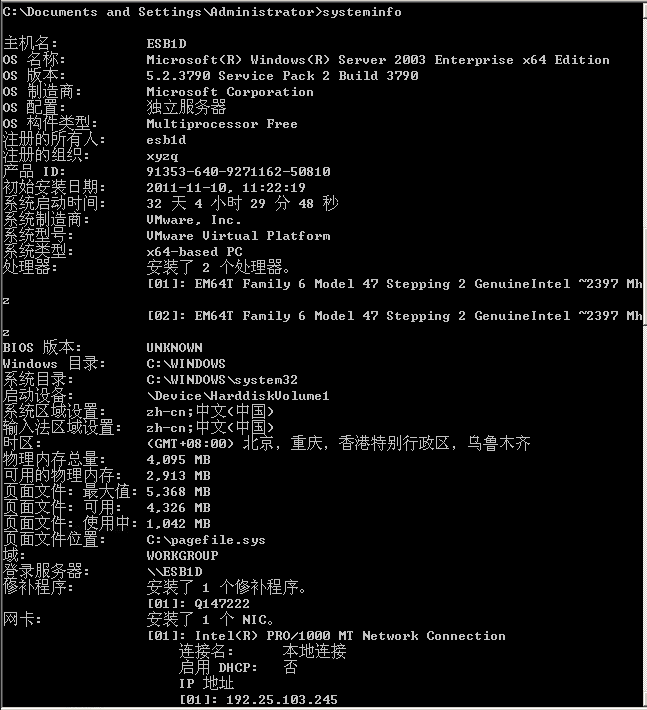 C:\Documents and Settings\Administrator>systeminfo
主机名: ESB1D
OS 名称: Microsoft(R) Windows(R) Server 2003 Enterprise x64 Edition
OS 版本: 5.2.3790 Service Pack 2 Build 3790
OS 制造商: Microsoft Corporation
OS 配置: 独立服务器
OS 构件类型: Multiprocessor Free
注册的所有人: esb1d
注册的组织: xyzq
产品 ID: 91353-640-9271162-50810
初始安装日期: 2011-11-10, 11:22:19
系统启动时间: 32 天 4 小时 29 分 48 秒
系统制造商: VMware, Inc.
系统型号: VMware Virtual Platform
系统类型: x64-based PC
处理器: 安装了 2 个处理器。
[01]: EM64T Family 6 Model 47 Stepping 2 GenuineIntel ~2397 Mh
z
[02]: EM64T Family 6 Model 47 Stepping 2 GenuineIntel ~2397 Mh
z
BIOS 版本: UNKNOWN
Windows 目录: C:\WINDOWS
系统目录: C:\WINDOWS\system32
启动设备: \Device\HarddiskVolume1
系统区域设置: zh-cn;中文(中国)
输入法区域设置: zh-cn;中文(中国)
时区: (GMT+08:00) 北京，重庆，香港特别行政区，乌鲁木齐
物理内存总量: 4,095 MB
可用的物理内存: 2,913 MB
页面文件: 最大值: 5,368 MB
页面文件: 可用: 4,326 MB
页面文件: 使用中: 1,042 MB
页面文件位置: C:\pagefile.sys
域: WORKGROUP
登录服务器: \\ESB1D
修补程序: 安装了 1 个修补程序。
[01]: Q147222
网卡: 安装了 1 个 NIC。
[01]: Intel(R) PRO/1000 MT Network Connection
连接名: 本地连接
启用 DHCP: 否
IP 地址
[01]: 192.25.103.245